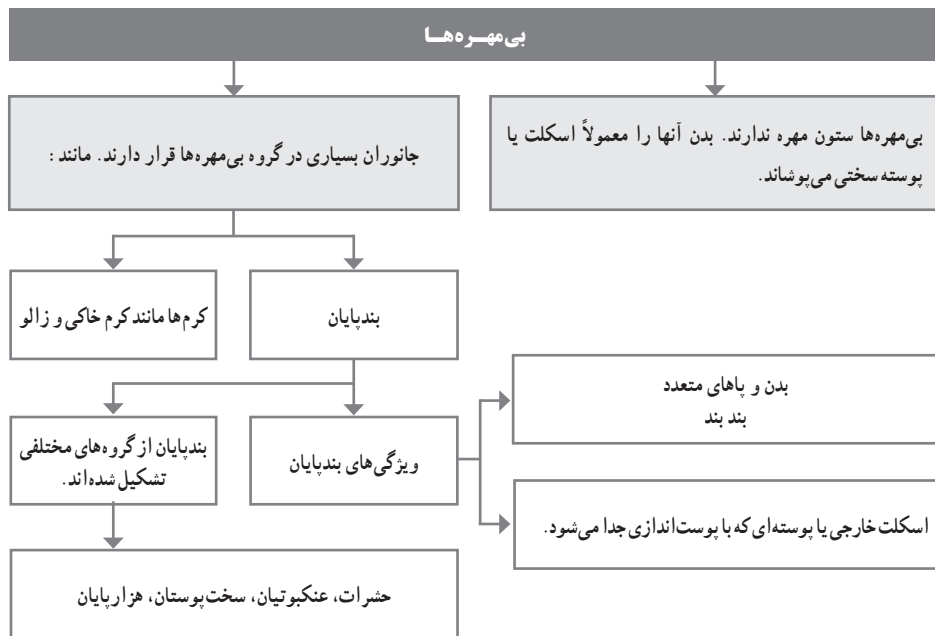 بی‌مهـره‌هـا
بی‌مهره‌ها ستون مهره ندارند. بدن آنها را معمولاً اسکلت یا
پوسته سختی می‌پوشاند.
جانوران بسیاری در گروه بی‌مهره‌ها قرار دارند. مانند :
بندپایان
کرم‌ها مانند کرم خاکی و زالو
بدن و پاهای متعدد
بند بند
ویژگی‌های بندپایان
بندپایان از گروه‌های مختلفی
تشکیل شده‌اند.
اسکلت خارجی یا پوسته‌ای که با پوست‌اندازی جدا می‌شود.
حشرات، عنکبوتیان، سخت‌پوستان، هزارپایان